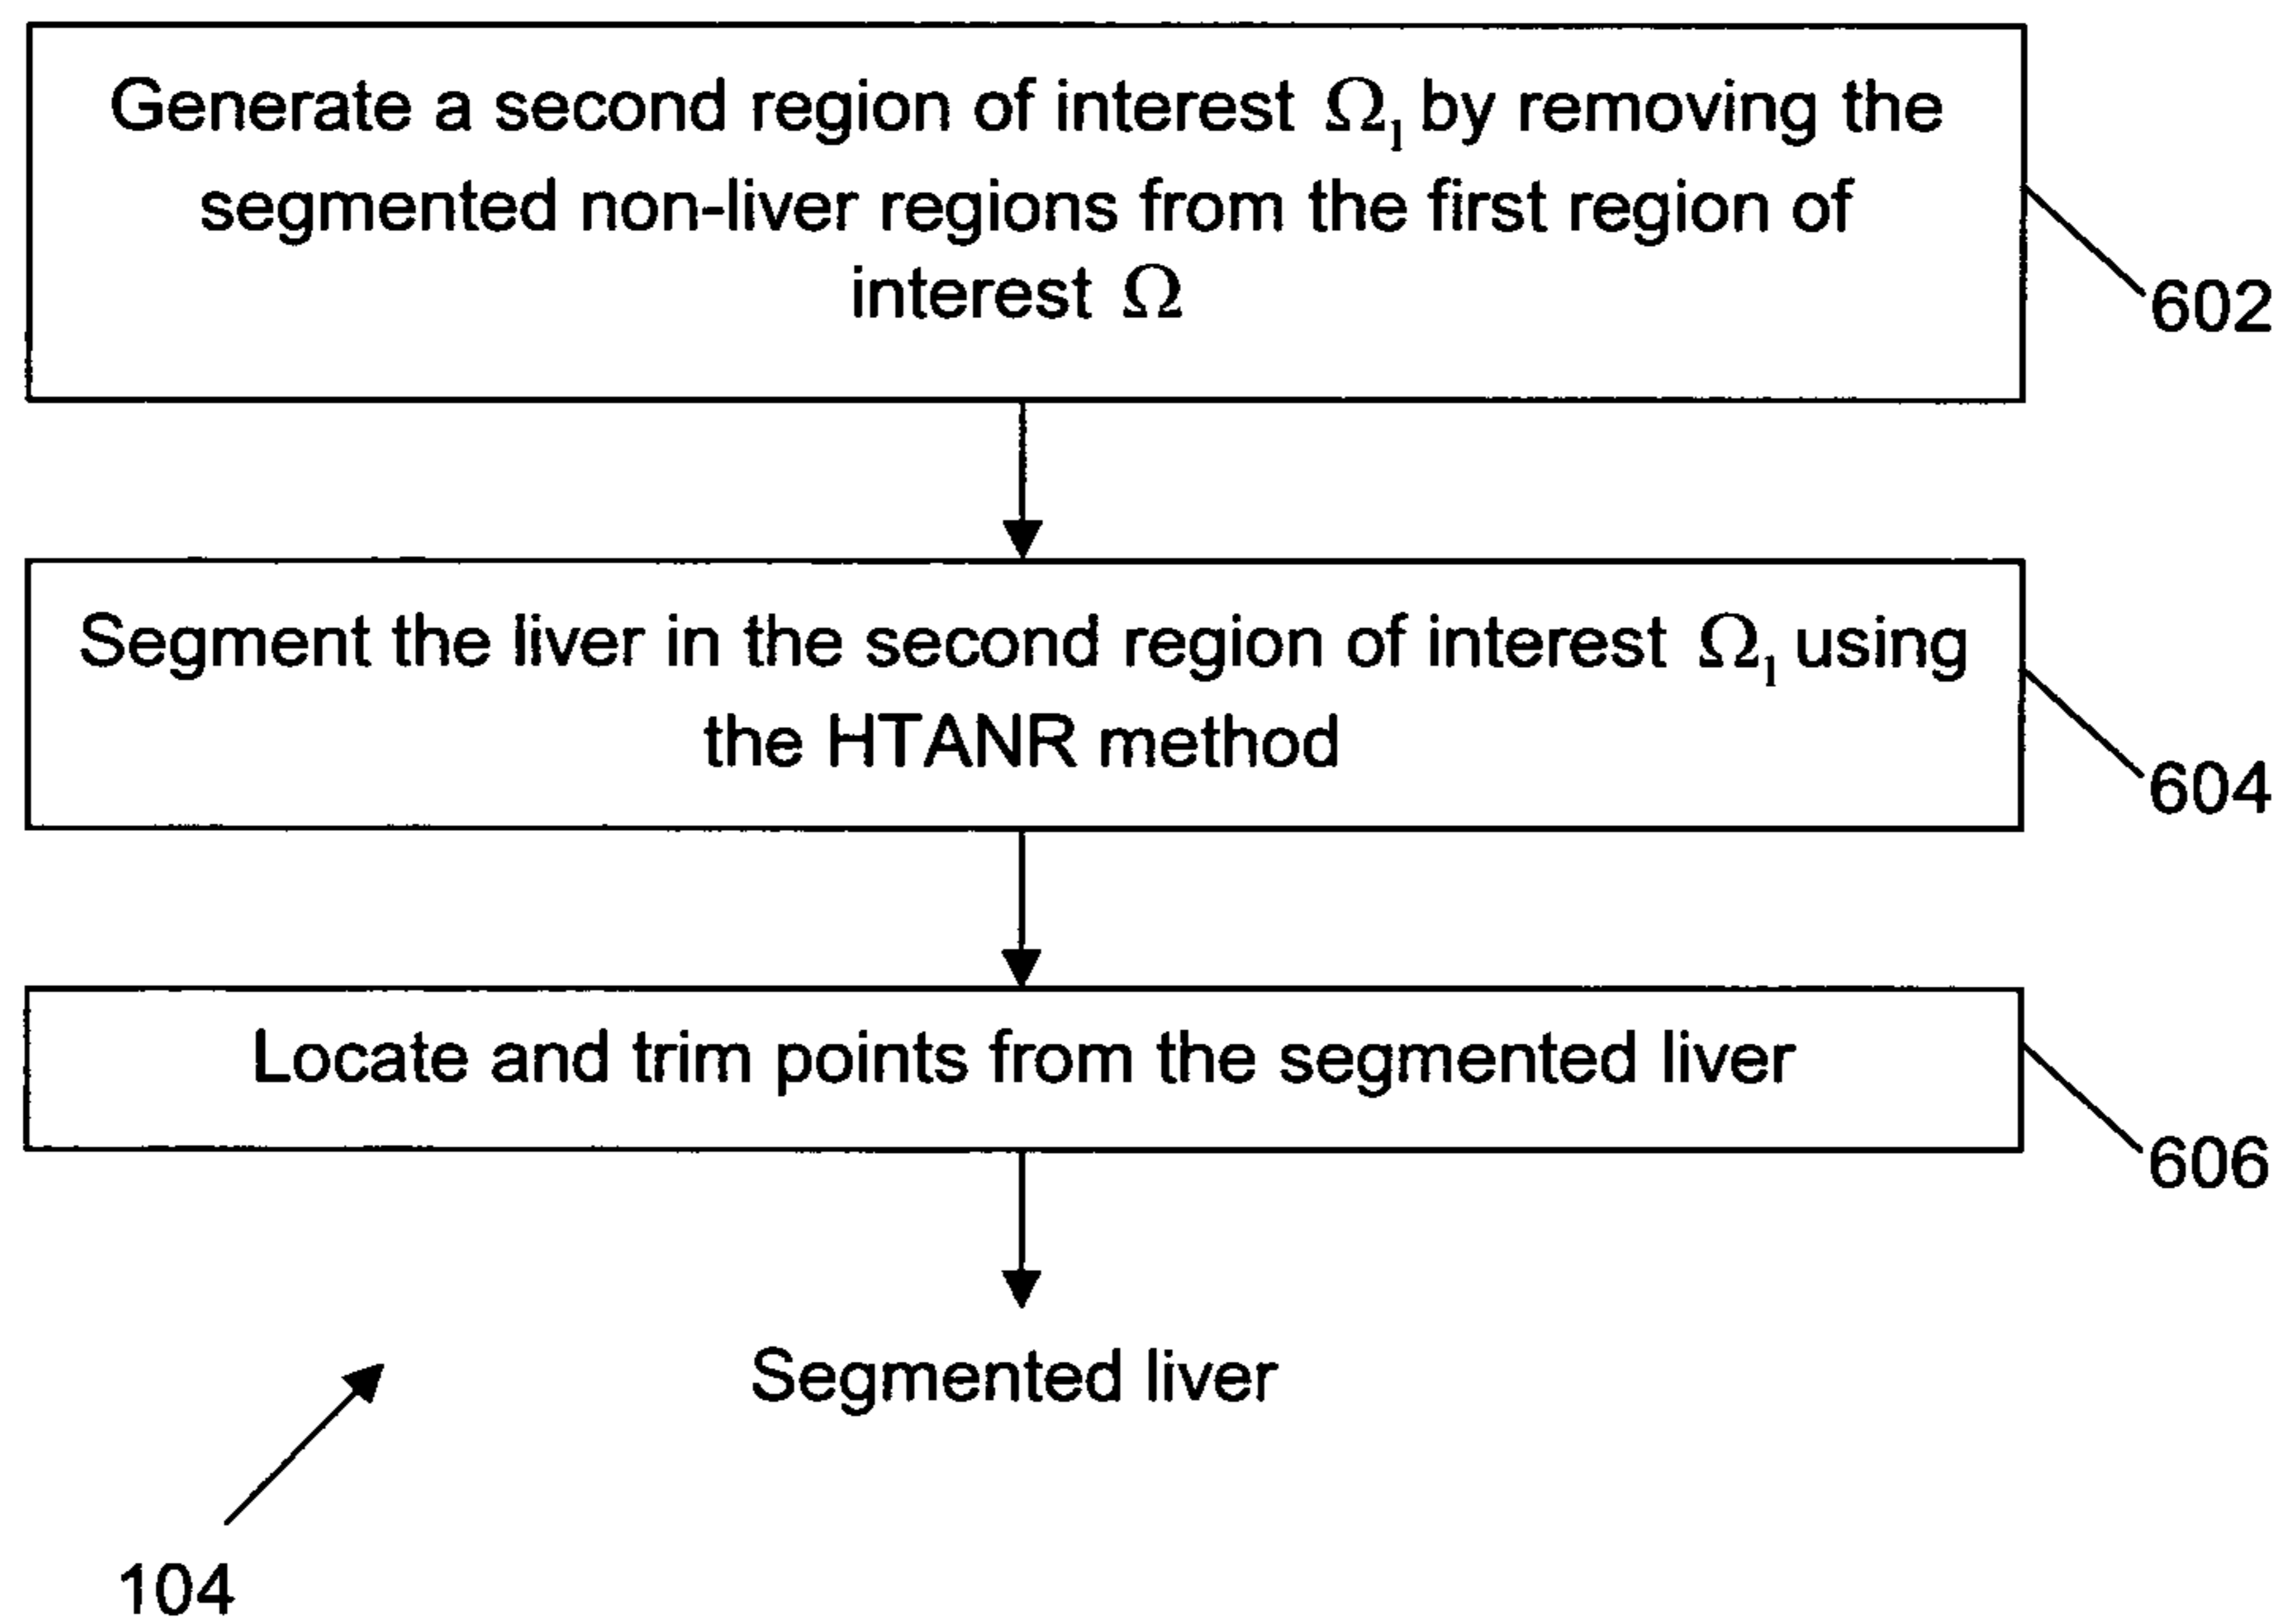 Generate a second region of interest Ω₁ by removing the
segmented non-liver regions from the first region of
interest Ω
602
Segment the liver in the second region of interest Ω₁ using
the HTANR method
604
Locate and trim points from the segmented liver
606
Segmented liver
104